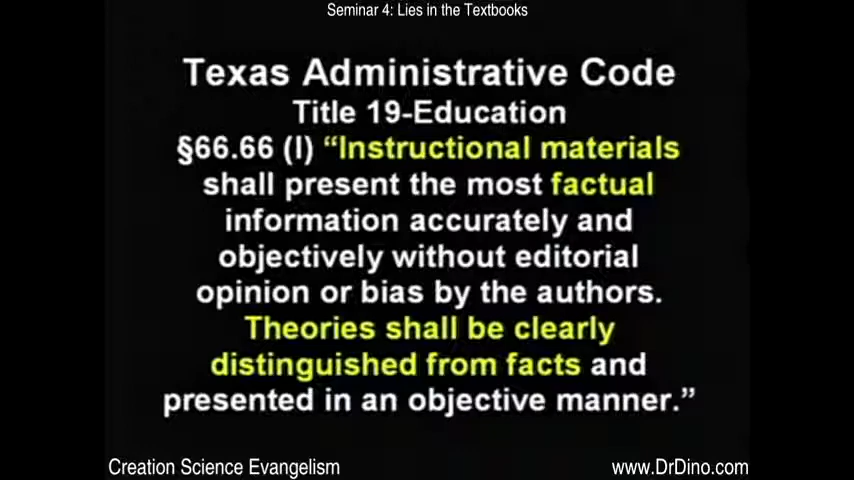 Seminar 4: Lies in the Textbooks
Texas Administrative Code
Title 19-Education
§66.66 (I) “Instructional materials
shall present the most factual
information accurately and
objectively without editorial
opinion or bias by the authors.
Theories shall be clearly
distinguished from facts and
presented in an objective manner.”
Creation Science Evangelism
www.DrDino.com